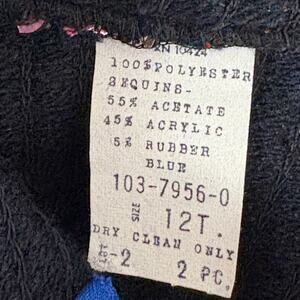 RN 10424
100%POLYESTER
SEQUINS-
55% ACETATE
45% ACRYLIC
5% RUBBER
BLUE
103-7956-0
SIZE 12T.
DRY CLEAN ONLY
-2 2 PC.